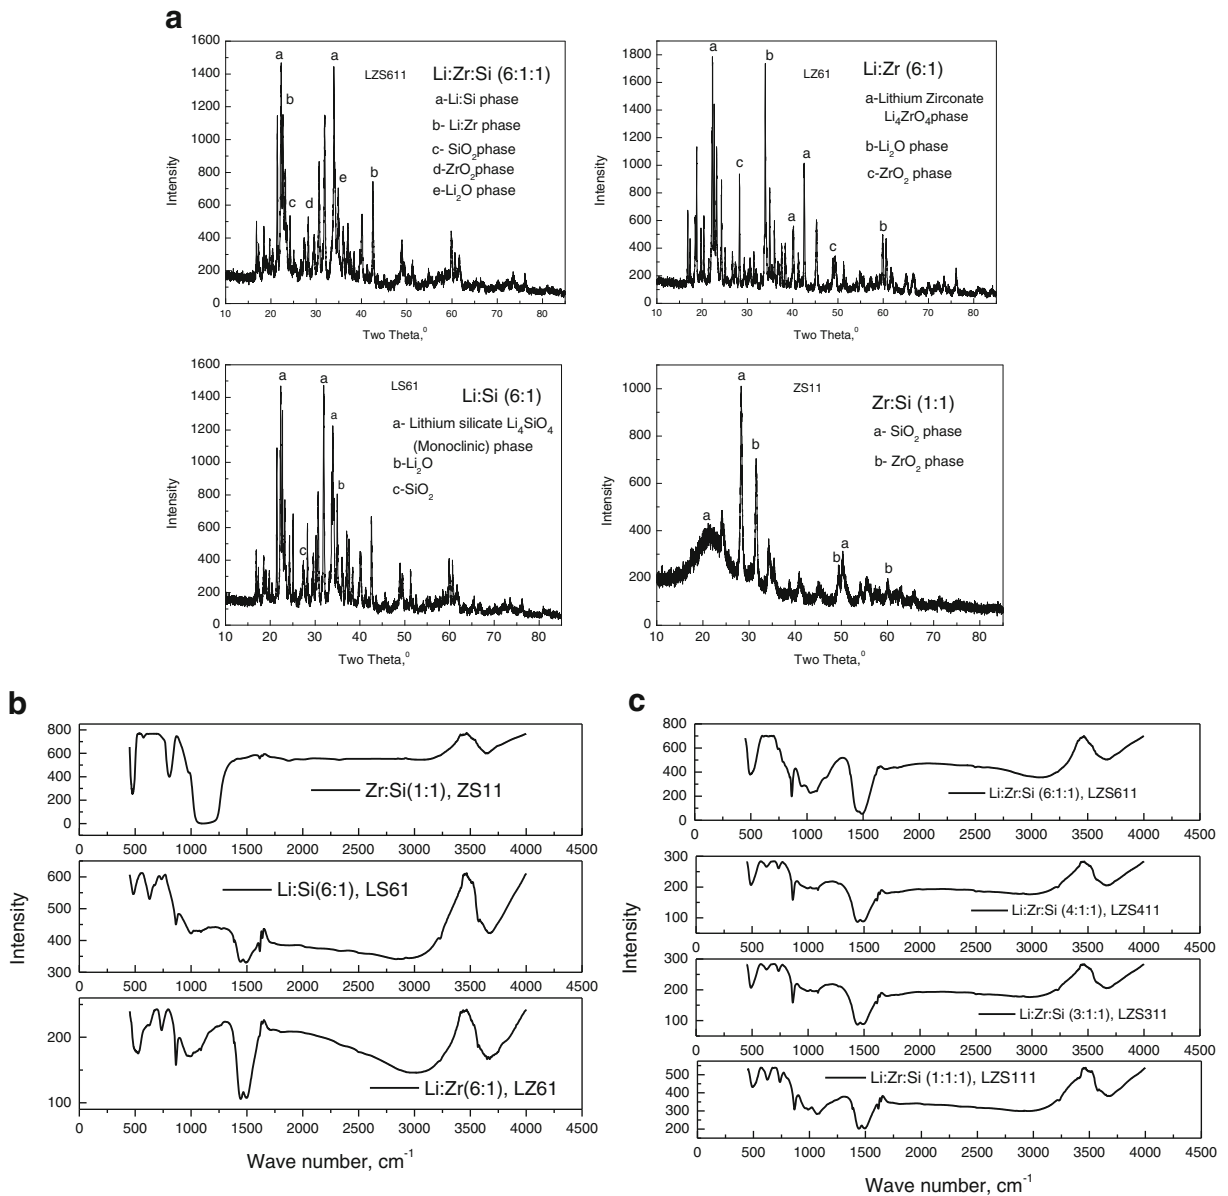 a
1600
1400
1200
1000
800
600
400
200
0
Intensity
10 20 30 40 50 60 70 80
Two Theta,⁰
LZS611
Li:Zr:Si (6:1:1)
a-Li:Si phase
b- Li:Zr phase
c- SiO₂phase
d-ZrO₂phase
e-Li₂O phase
a
b
c
d
a
e
b
1800
1600
1400
1200
1000
800
600
400
200
0
Intensity
10 20 30 40 50 60 70 80
Two Theta,⁰
LZ61
Li:Zr (6:1)
a-Lithium Zirconate
Li₄ZrO₄phase
b-Li₂O phase
c-ZrO₂ phase
a
c
b
a
a
c
b
1600
1400
1200
1000
800
600
400
200
0
Intensity
10 20 30 40 50 60 70 80
Two Theta,⁰
LS61
Li:Si (6:1)
a- Lithium silicate Li₄SiO₄
(Monoclinic) phase
b-Li₂O
c-SiO₂
a
c
a
a
b
1000
800
600
400
200
0
Intensity
10 20 30 40 50 60 70 80
Two Theta,⁰
ZS11
Zr:Si (1:1)
a- SiO₂ phase
b- ZrO₂ phase
a
a
b
b
a
b
b
800
600
400
200
0
0 500 1000 1500 2000 2500 3000 3500 4000 4500
Zr:Si(1:1), ZS11
600
500
400
300
0 500 1000 1500 2000 2500 3000 3500 4000 4500
Li:Si(6:1), LS61
200
100
0 500 1000 1500 2000 2500 3000 3500 4000 4500
Li:Zr(6:1), LZ61
Intensity
Wave number, cm⁻¹
c
800
700
600
500
400
300
200
100
0
0 500 1000 1500 2000 2500 3000 3500 4000 4500
Li:Zr:Si (6:1:1), LZS611
300
200
100
0 500 1000 1500 2000 2500 3000 3500 4000 4500
Li:Zr:Si (4:1:1), LZS411
300
200
100
0 500 1000 1500 2000 2500 3000 3500 4000 4500
Li:Zr:Si (3:1:1), LZS311
500
400
300
200
0 500 1000 1500 2000 2500 3000 3500 4000 4500
Li:Zr:Si (1:1:1), LZS111
Intensity
Wave number, cm⁻¹